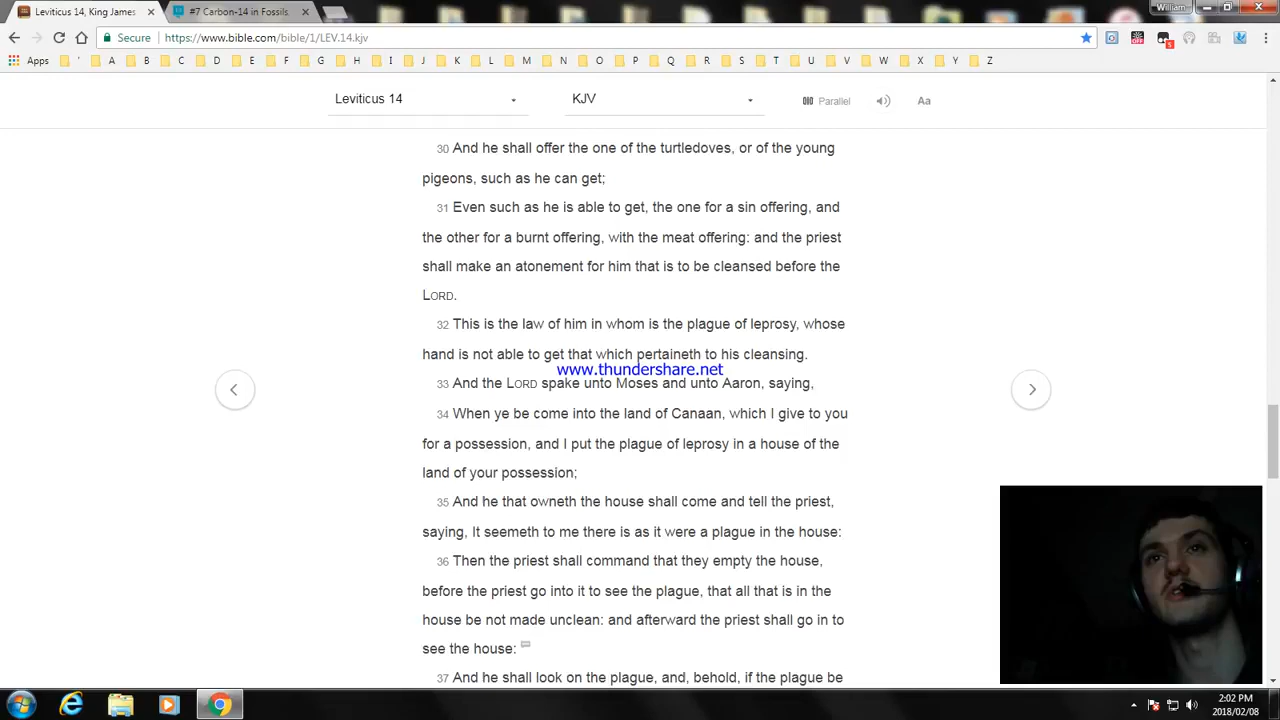 Leviticus 14, King James
#7 Carbon-14 in Fossils,
William
Secure
https://www.bible.com/bible/1/LEV.14.kjv
Apps ' A B C D E F G H I J K L M N O P Q R S T U V W X Y Z
Leviticus 14 KJV Parallel Aa
30 And he shall offer the one of the turtledoves, or of the young
pigeons, such as he can get;
31 Even such as he is able to get, the one for a sin offering, and
the other for a burnt offering, with the meat offering: and the priest
shall make an atonement for him that is to be cleansed before the
LORD.
32 This is the law of him in whom is the plague of leprosy, whose
hand is not able to get that which pertaineth to his cleansing.
www.thundershare.net
33 And the LORD spake unto Moses and unto Aaron, saying,
34 When ye be come into the land of Canaan, which I give to you
for a possession, and I put the plague of leprosy in a house of the
land of your possession;
35 And he that owneth the house shall come and tell the priest,
saying, It seemeth to me there is as it were a plague in the house:
36 Then the priest shall command that they empty the house,
before the priest go into it to see the plague, that all that is in the
house be not made unclean: and afterward the priest shall go in to
see the house:
37 And he shall look on the plague, and, behold, if the plague be
2:02 PM
2018/02/08